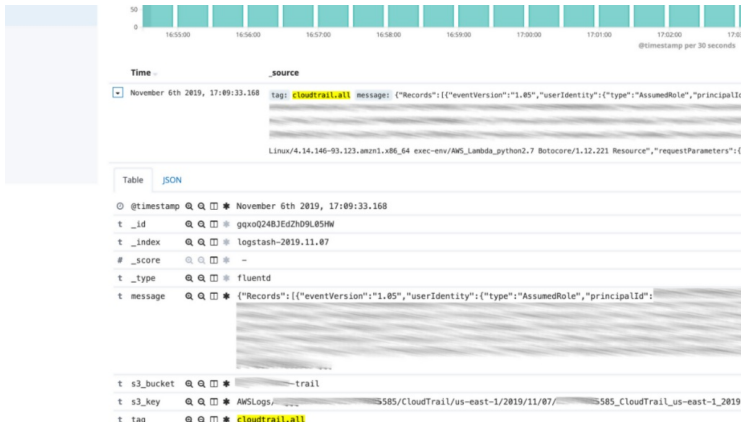 50
0
16:55:00 16:56:00 16:57:00 16:58:00 16:59:00 17:00:00 17:01:00 17:02:00 17:0
@timestamp per 30 seconds
Time _source
November 6th 2019, 17:09:33.168 tag: cloudtrail.all message: {"Records":[{"eventVersion":"1.05","userIdentity":{"type":"AssumedRole","principalId
Linux/4.14.146-93.123.amzn1.x86_64 exec-env/AWS_Lambda_python2.7 Botocore/1.12.221 Resource","requestParameters":{
Table JSON
@timestamp November 6th 2019, 17:09:33.168
t _id gqxoQ24BJEdZhD9L05HW
t _index logstash-2019.11.07
# _score -
t _type fluentd
t message {"Records":[{"eventVersion":"1.05","userIdentity":{"type":"AssumedRole","principalId":
t s3_bucket -trail
t s3_key AWSLogs/ 585/CloudTrail/us-east-1/2019/11/07/ 585_CloudTrail_us-east-1_2019
t tag cloudtrail.all